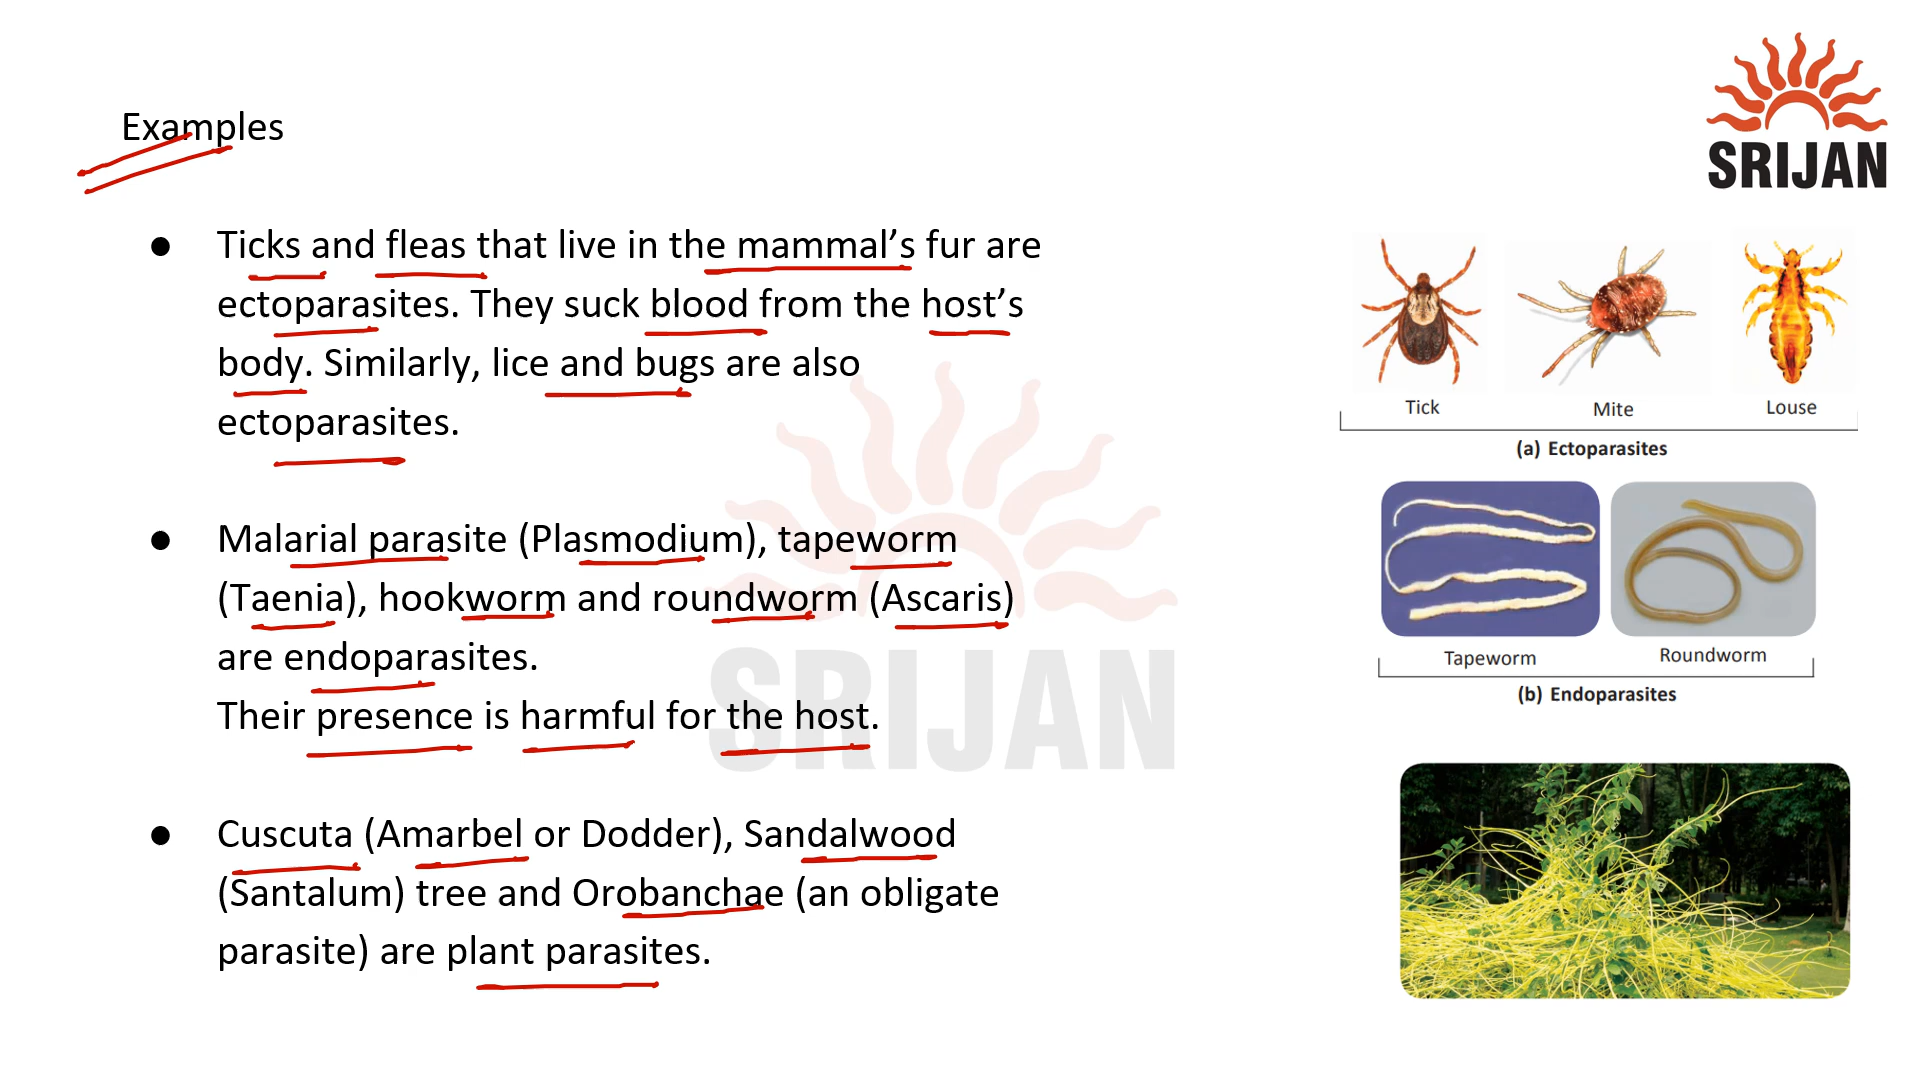 SRIJAN
Examples
● Ticks and fleas that live in the mammal’s fur are
ectoparasites. They suck blood from the host’s
body. Similarly, lice and bugs are also
ectoparasites.
● Malarial parasite (Plasmodium), tapeworm
(Taenia), hookworm and roundworm (Ascaris)
are endoparasites.
Their presence is harmful for the host.
● Cuscuta (Amarbel or Dodder), Sandalwood
(Santalum) tree and Orobanchae (an obligate
parasite) are plant parasites.
SRIJAN
Tick Mite Louse
(a) Ectoparasites
Tapeworm Roundworm
(b) Endoparasites